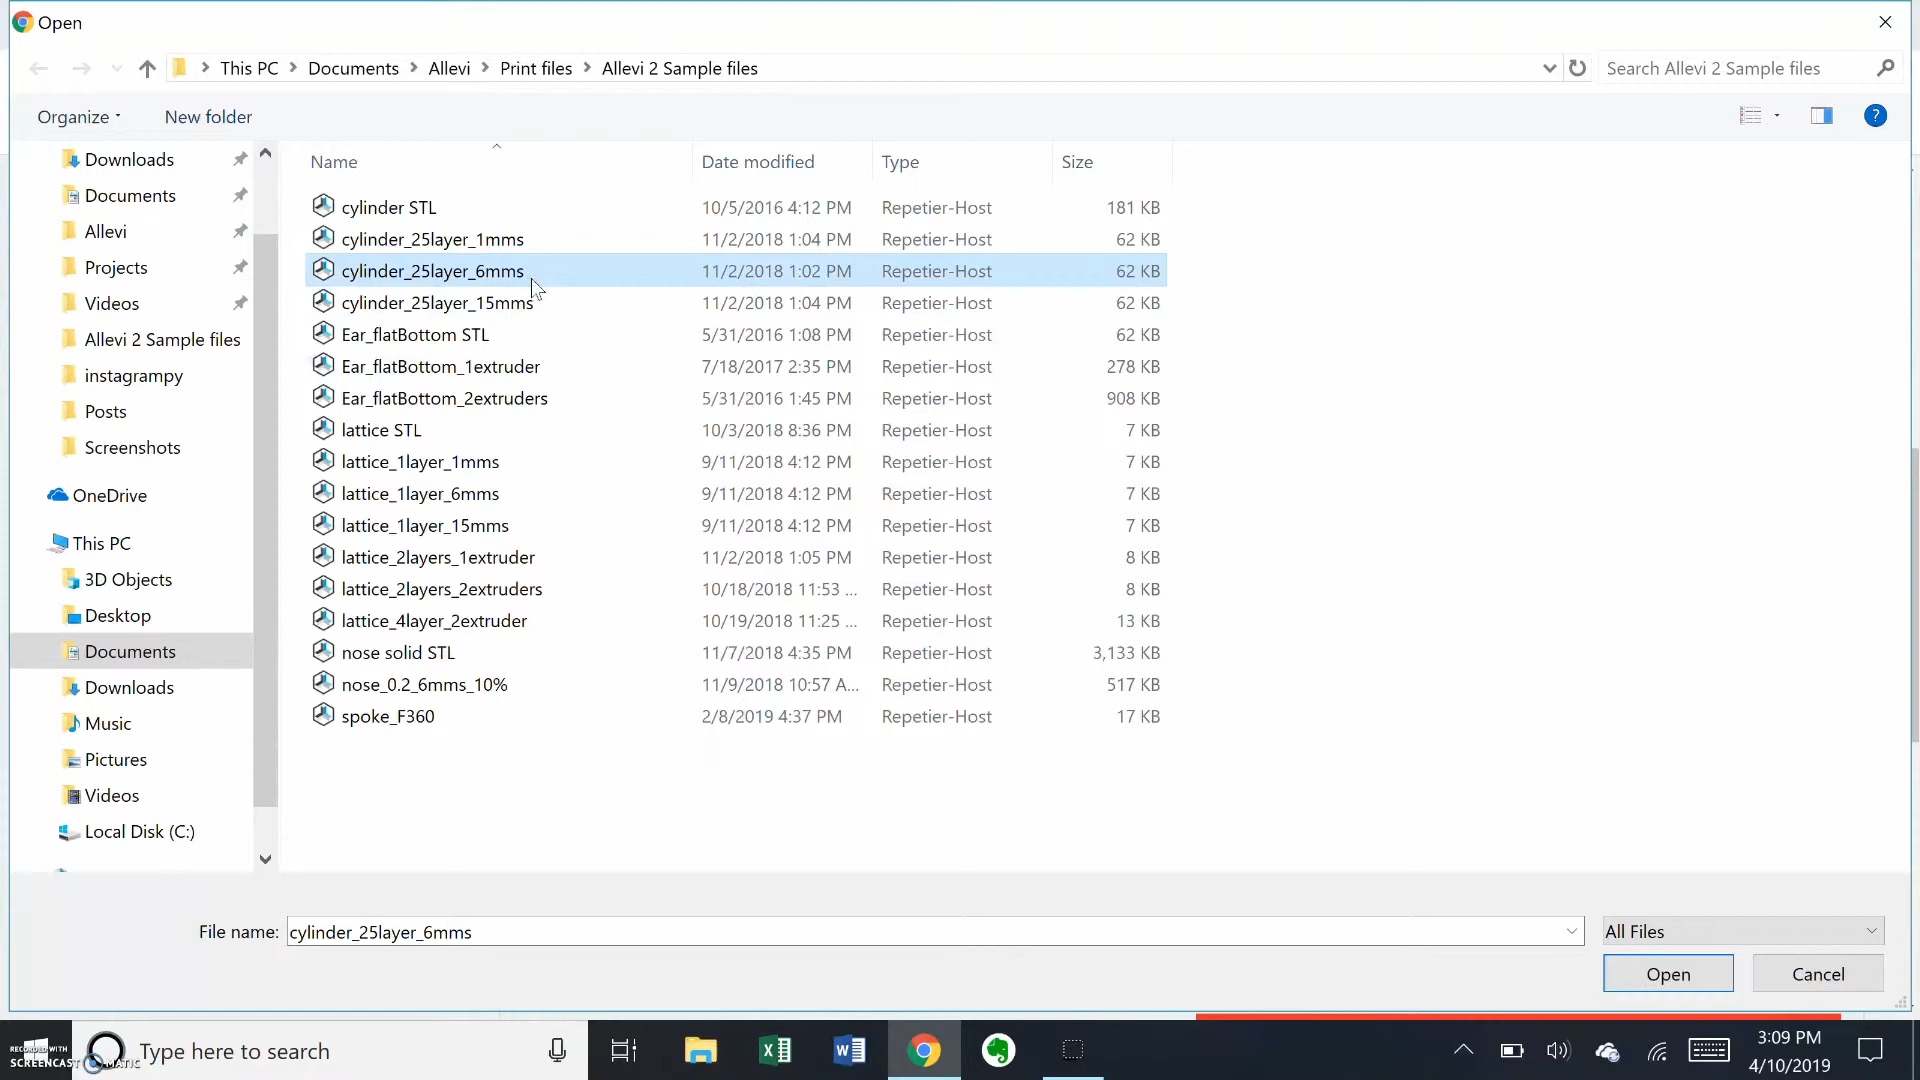 Open
This PC > Documents > Allevi > Print files > Allevi 2 Sample files
Search Allevi 2 Sample files
Organize
New folder
?
Downloads
Documents
Allevi
Projects
Videos
Allevi 2 Sample files
instagrampy
Posts
Screenshots
OneDrive
This PC
3D Objects
Desktop
Documents
Downloads
Music
Pictures
Videos
Local Disk (C:)
Name Date modified Type Size
cylinder STL 10/5/2016 4:12 PM Repetier-Host 181 KB
cylinder_25layer_1mms 11/2/2018 1:04 PM Repetier-Host 62 KB
cylinder_25layer_6mms 11/2/2018 1:02 PM Repetier-Host 62 KB
cylinder_25layer_15mms 11/2/2018 1:04 PM Repetier-Host 62 KB
Ear_flatBottom STL 5/31/2016 1:08 PM Repetier-Host 62 KB
Ear_flatBottom_1extruder 7/18/2017 2:35 PM Repetier-Host 278 KB
Ear_flatBottom_2extruders 5/31/2016 1:45 PM Repetier-Host 908 KB
lattice STL 10/3/2018 8:36 PM Repetier-Host 7 KB
lattice_1layer_1mms 9/11/2018 4:12 PM Repetier-Host 7 KB
lattice_1layer_6mms 9/11/2018 4:12 PM Repetier-Host 7 KB
lattice_1layer_15mms 9/11/2018 4:12 PM Repetier-Host 7 KB
lattice_2layers_1extruder 11/2/2018 1:05 PM Repetier-Host 8 KB
lattice_2layers_2extruders 10/18/2018 11:53 ... Repetier-Host 8 KB
lattice_4layer_2extruder 10/19/2018 11:25 ... Repetier-Host 13 KB
nose solid STL 11/7/2018 4:35 PM Repetier-Host 3,133 KB
nose_0.2_6mms_10% 11/9/2018 10:57 A... Repetier-Host 517 KB
spoke_F360 2/8/2019 4:37 PM Repetier-Host 17 KB
File name: cylinder_25layer_6mms
All Files
Open
Cancel
RECORDED WITH
SCREENCAST MATIC
Type here to search
3:09 PM
4/10/2019